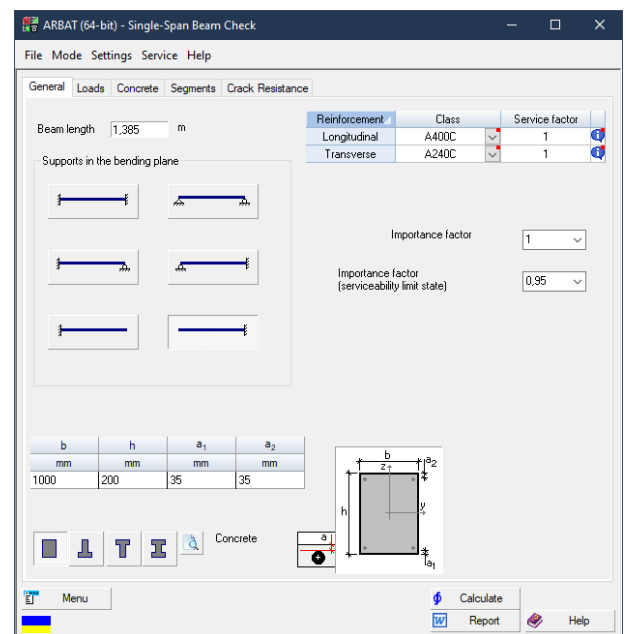 ARBAT (64-bit) - Single-Span Beam Check
File Mode Settings Service Help
General Loads Concrete Segments Crack Resistance
Beam length 1,385 m
Supports in the bending plane
Reinforcement Class Service factor
Longitudinal A400C 1
Transverse A240C 1
Importance factor 1
Importance factor
(serviceability limit state) 0,95
b h a1 a2
mm mm mm mm
1000 200 35 35
Concrete
a
b
z
a2
h
y
a1
Menu
Calculate
Report
Help